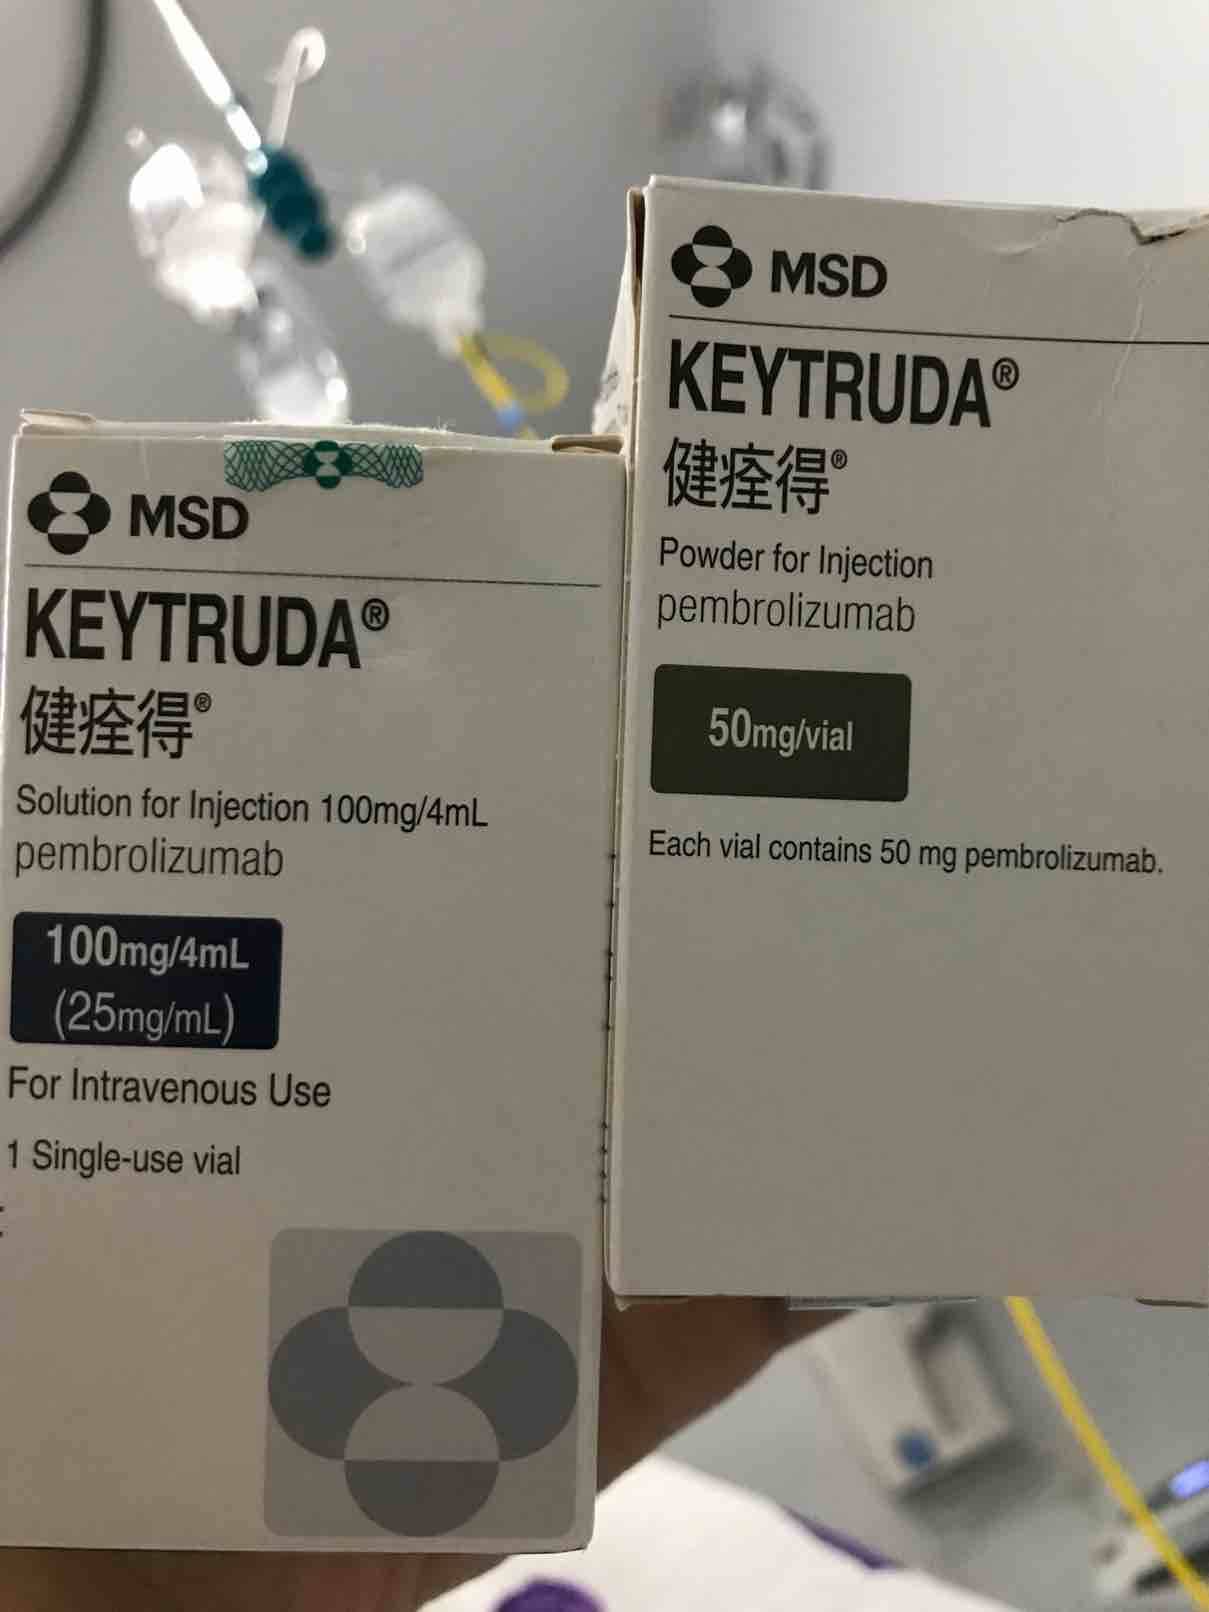 MSD
KEYTRUDA®
健痊得®
Solution for Injection 100mg/4mL
pembrolizumab
100mg/4mL
(25mg/mL)
For Intravenous Use
1 Single-use vial
MSD
KEYTRUDA®
健痊得®
Powder for Injection
pembrolizumab
50mg/vial
Each vial contains 50 mg pembrolizumab.